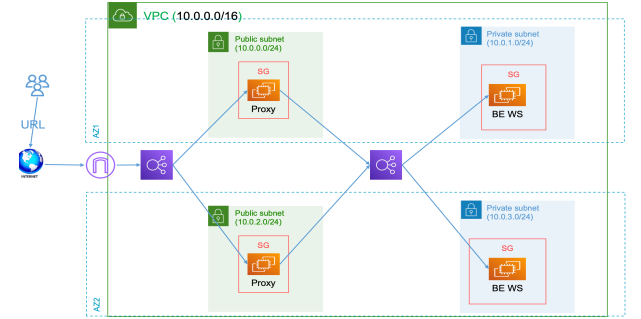 VPC (10.0.0.0/16)
Public subnet
(10.0.0.0/24)
SG
Proxy
Private subnet
(10.0.1.0/24)
SG
BE WS
AZ1
URL
INTERNET
Public subnet
(10.0.2.0/24)
SG
Proxy
Private subnet
(10.0.3.0/24)
SG
BE WS
AZ2